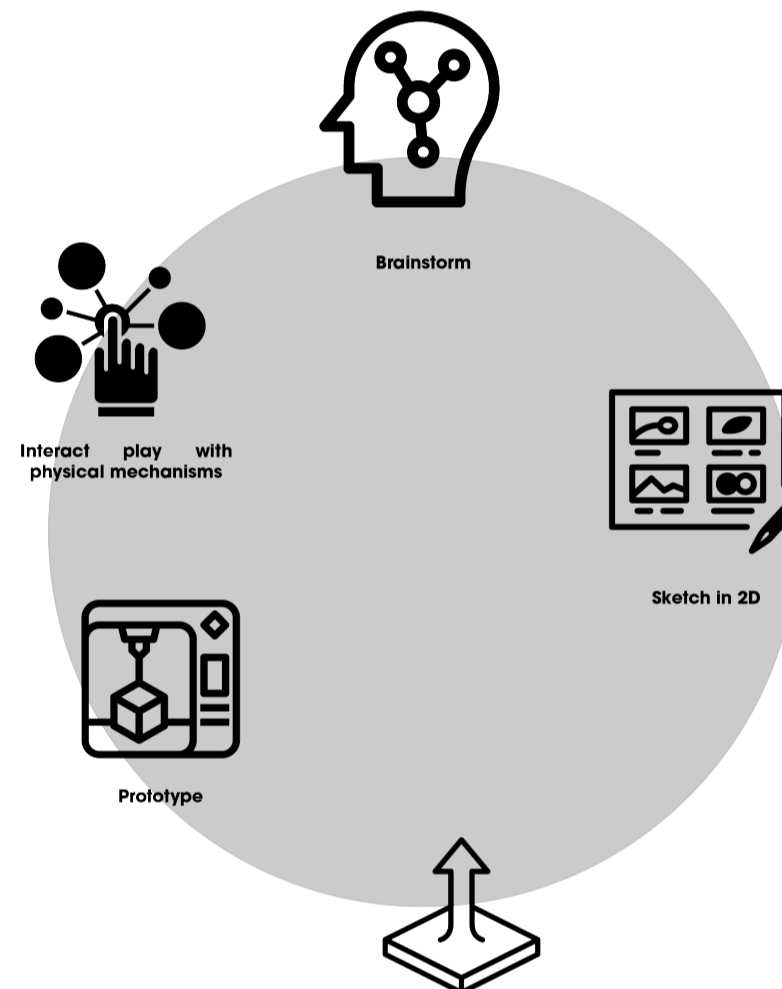 Brainstorm
Interact play with
physical mechanisms
Sketch in 2D
Prototype